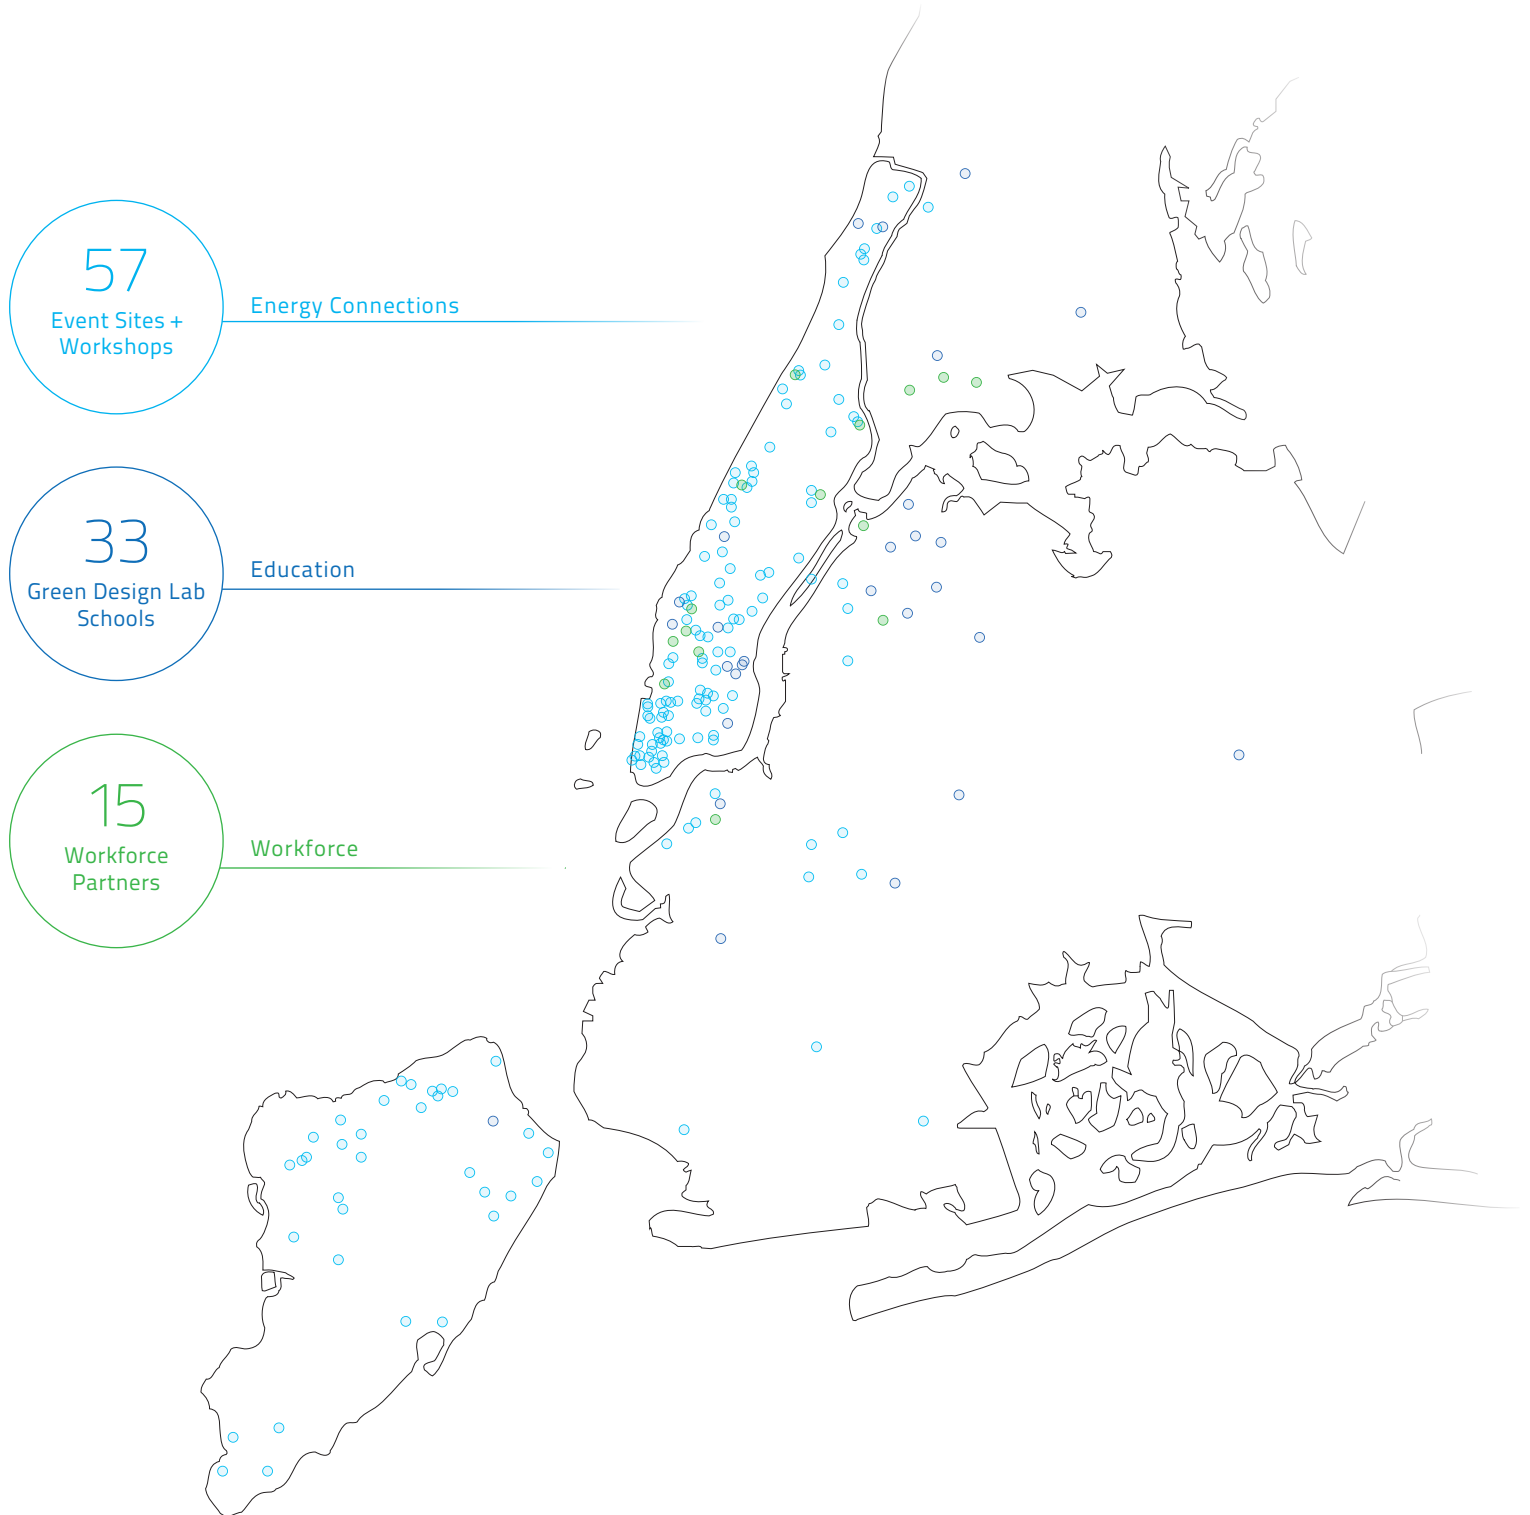 57
Event Sites +
Workshops
Energy Connections
33
Green Design Lab
Schools
Education
15
Workforce
Partners
Workforce